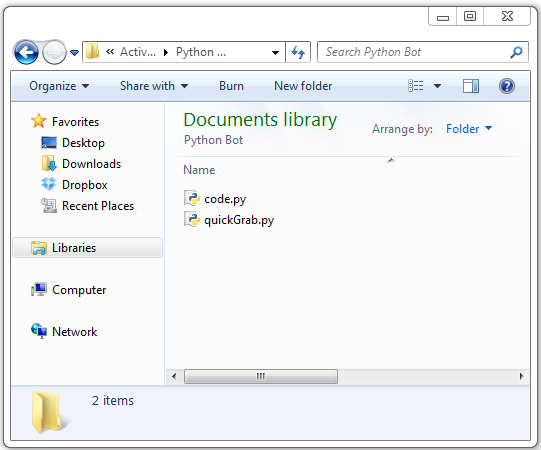 « Activ... Python ... Search Python Bot
Organize Share with Burn New folder
Favorites
Desktop
Downloads
Dropbox
Recent Places
Libraries
Computer
Network
Documents library
Python Bot
Arrange by: Folder
Name
code.py
quickGrab.py
2 items